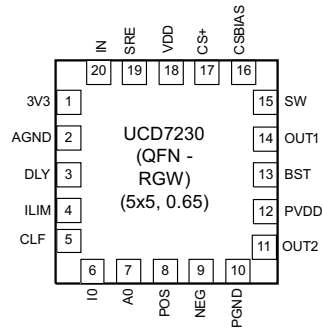 IN
SRE
VDD
CS+
CSBIAS
20 19 18 17 16
3V3 1
AGND 2
DLY 3
ILIM 4
CLF 5
UCD7230
(QFN -
RGW)
(5x5, 0.65)
15 SW
14 OUT1
13 BST
12 PVDD
11 OUT2
6 7 8 9 10
I0
A0
POS
NEG
PGND